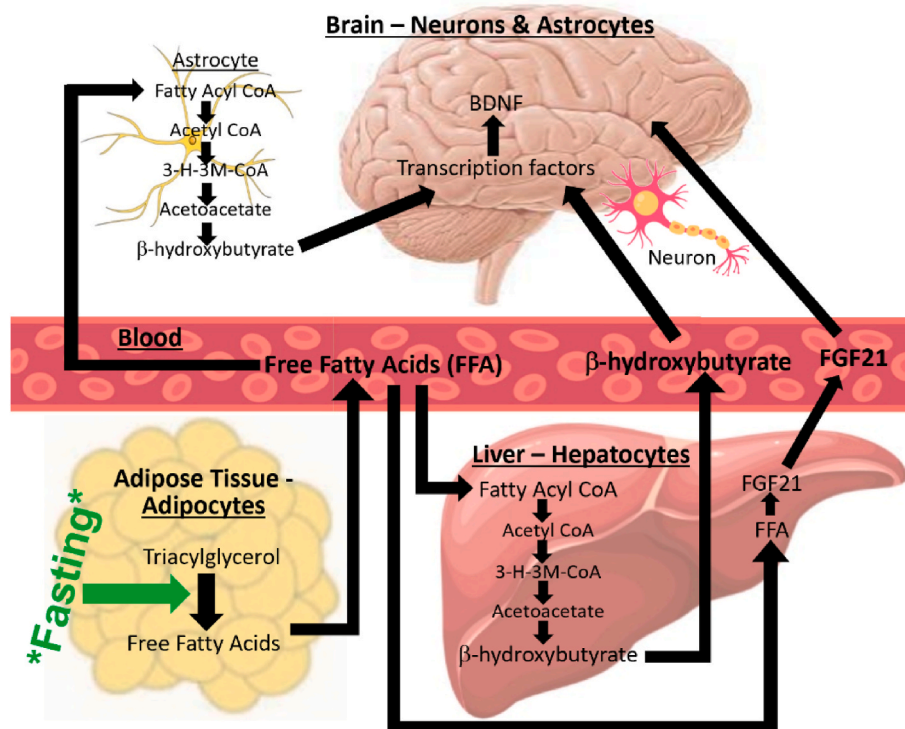 Brain – Neurons & Astrocytes
Astrocyte
Fatty Acyl CoA
Acetyl CoA
3-H-3M-CoA
Acetoacetate
β-hydroxybutyrate
BDNF
Transcription factors
Neuron
Blood
Free Fatty Acids (FFA)
β-hydroxybutyrate
FGF21
Adipose Tissue -
Adipocytes
*Fasting*
Triacylglycerol
Free Fatty Acids
Liver – Hepatocytes
Fatty Acyl CoA
Acetyl CoA
3-H-3M-CoA
Acetoacetate
β-hydroxybutyrate
FGF21
FFA